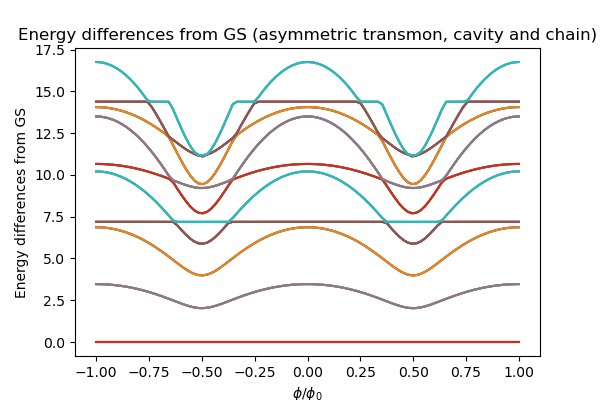 Energy differences from GS (asymmetric transmon, cavity and chain)
17.5
15.0
12.5
10.0
7.5
5.0
2.5
0.0
Energy differences from GS
−1.00 −0.75 −0.50 −0.25 0.00 0.25 0.50 0.75 1.00
ϕ/ϕ₀